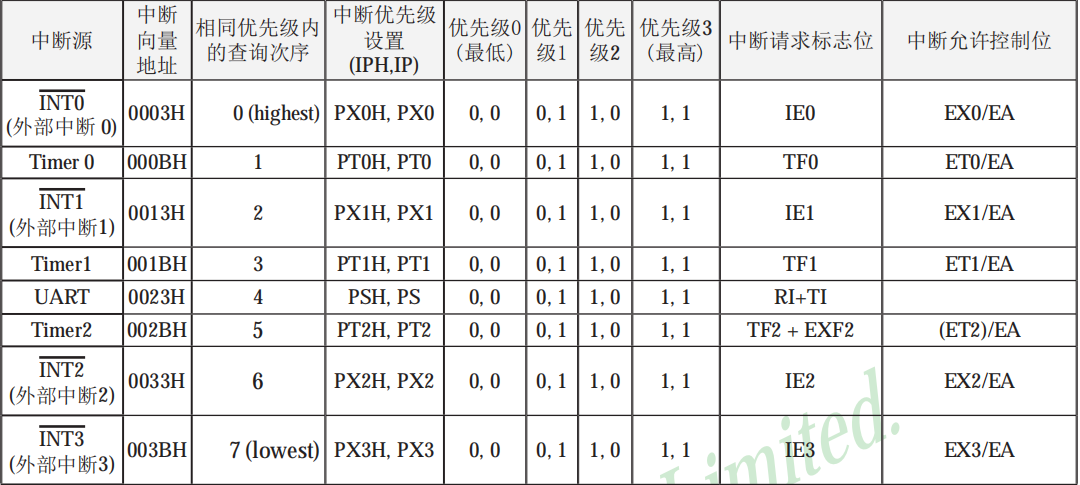 中断源 中断向量地址 相同优先级内的查询次序 中断优先级设置(IPH,IP) 优先级0(最低) 优先级1 优先级2 优先级3(最高) 中断请求标志位 中断允许控制位
INT0(外部中断 0) 0003H 0 (highest) PX0H, PX0 0, 0 0, 1 1, 0 1, 1 IE0 EX0/EA
Timer 0 000BH 1 PT0H, PT0 0, 0 0, 1 1, 0 1, 1 TF0 ET0/EA
INT1(外部中断1) 0013H 2 PX1H, PX1 0, 0 0, 1 1, 0 1, 1 IE1 EX1/EA
Timer1 001BH 3 PT1H, PT1 0, 0 0, 1 1, 0 1, 1 TF1 ET1/EA
UART 0023H 4 PSH, PS 0, 0 0, 1 1, 0 1, 1 RI+TI
Timer2 002BH 5 PT2H, PT2 0, 0 0, 1 1, 0 1, 1 TF2 + EXF2 (ET2)/EA
INT2(外部中断2) 0033H 6 PX2H, PX2 0, 0 0, 1 1, 0 1, 1 IE2 EX2/EA
INT3(外部中断3) 003BH 7 (lowest) PX3H, PX3 0, 0 0, 1 1, 0 1, 1 IE3 EX3/EA
Limited.